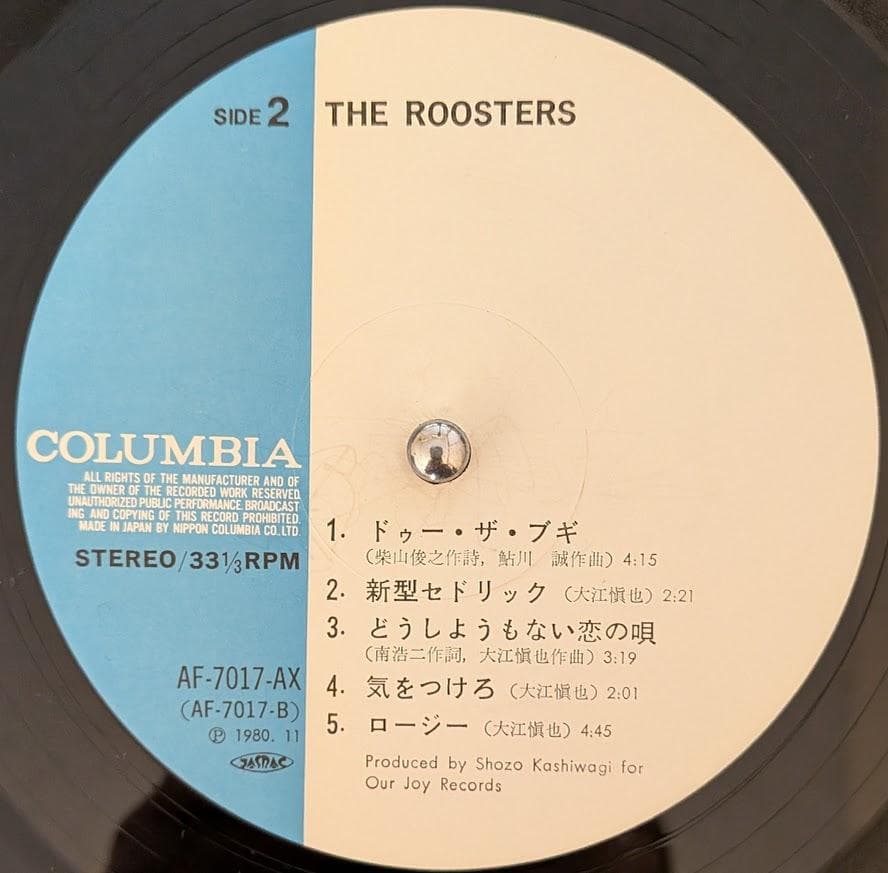 SIDE 2 THE ROOSTERS
COLUMBIA
ALL RIGHTS OF THE MANUFACTURER AND OF
THE OWNER OF THE RECORDED WORK RESERVED.
UNAUTHORIZED PUBLIC PERFORMANCE. BROADCAST
ING AND COPYING OF THIS RECORD PROHIBITED.
MADE IN JAPAN BY NIPPON COLUMBIA CO., LTD.
STEREO/33⅓RPM
AF-7017-AX
(AF-7017-B)
Ⓟ 1980. 11
JASRAC
1. ドゥー・ザ・ブギ
(柴山俊之作詩, 鮎川　誠作曲) 4:15
2. 新型セドリック (大江愼也) 2:21
3. どうしようもない恋の唄
(南浩二作詞, 大江愼也作曲) 3:19
4. 気をつけろ (大江愼也) 2:01
5. ロージー (大江愼也) 4:45
Produced by Shozo Kashiwagi for
Our Joy Records